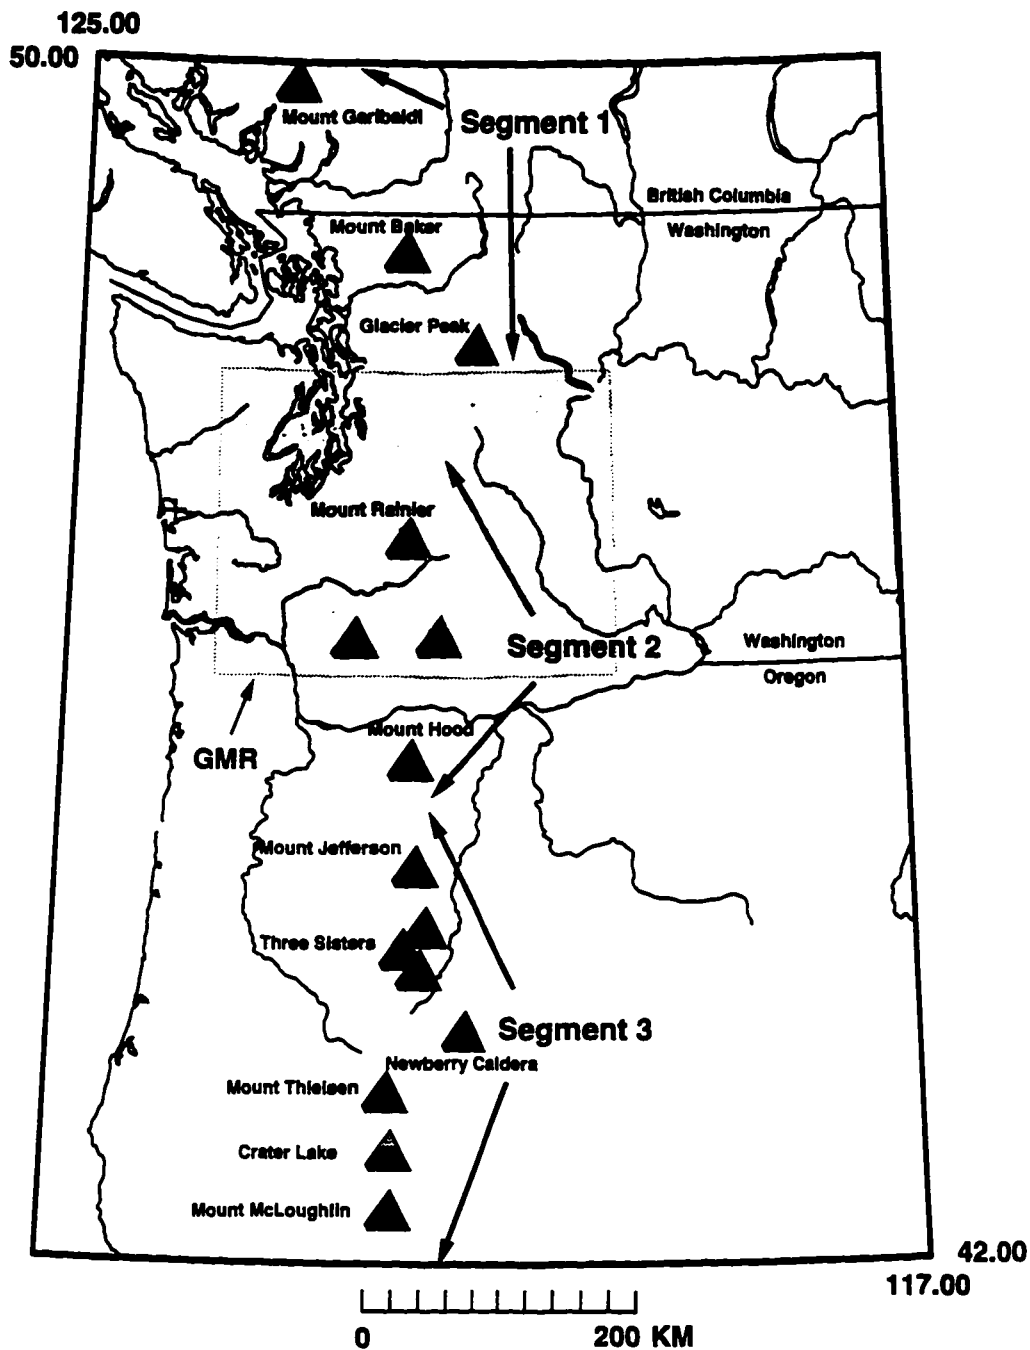 125.00
50.00
Mount Garibaldi
Segment 1
British Columbia
Mount Baker
Washington
Glacier Peak
Mount Rainier
Segment 2
Washington
Oregon
Mount Hood
GMR
Mount Jefferson
Three Sisters
Segment 3
Newberry Caldera
Mount Thielsen
Crater Lake
Mount McLoughlin
42.00
117.00
0 200 KM